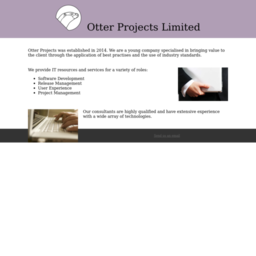 Otter Projects Limited
Otter Projects was established in 2014. We are a young company specialised in bringing value to
the client through the application of best practises and the use of industry standards.
We provide IT resources and services for a variety of roles:
Software Development
Release Management
User Experience
Project Management
Our consultants are highly qualified and have extensive experience
with a wide array of technologies.